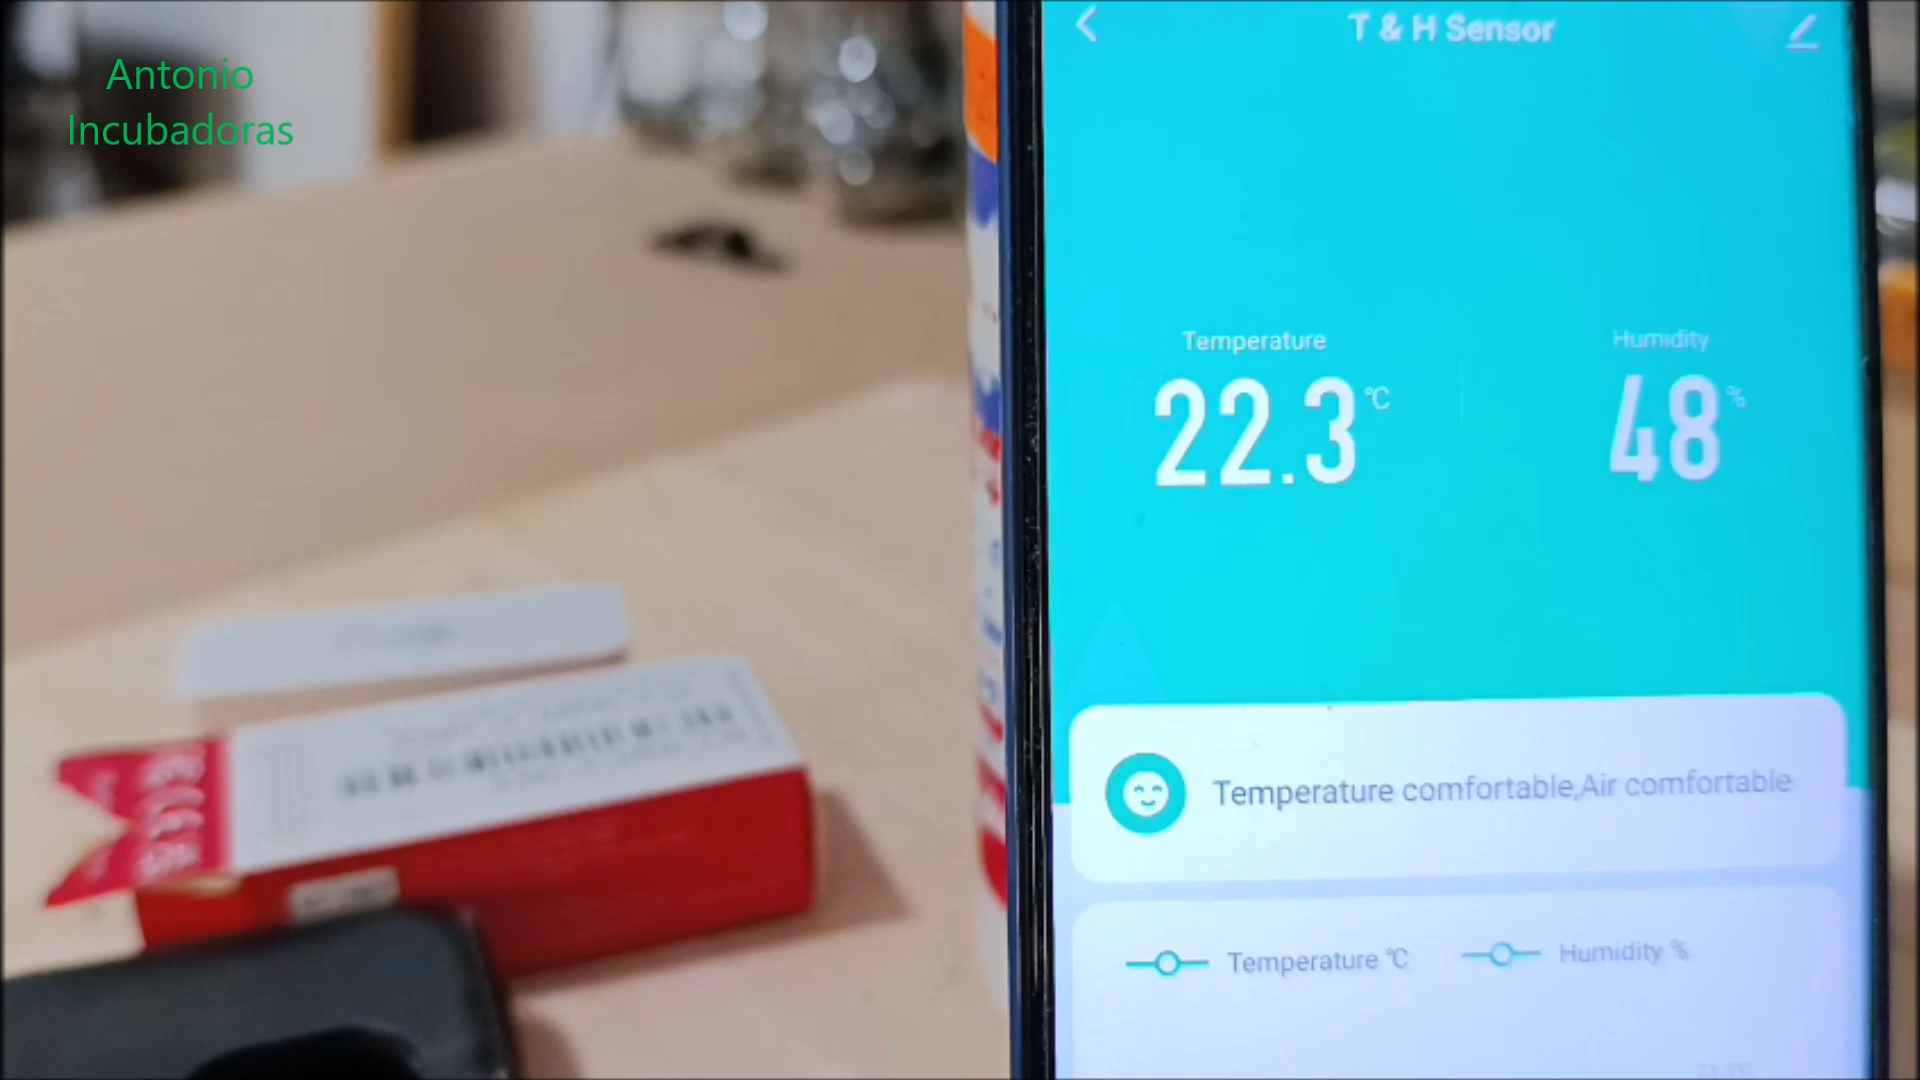 Antonio
Incubadoras
T & H Sensor
Temperature
Humidity
22.3 ℃
48 %
Temperature comfortable,Air comfortable
Temperature ℃
Humidity %